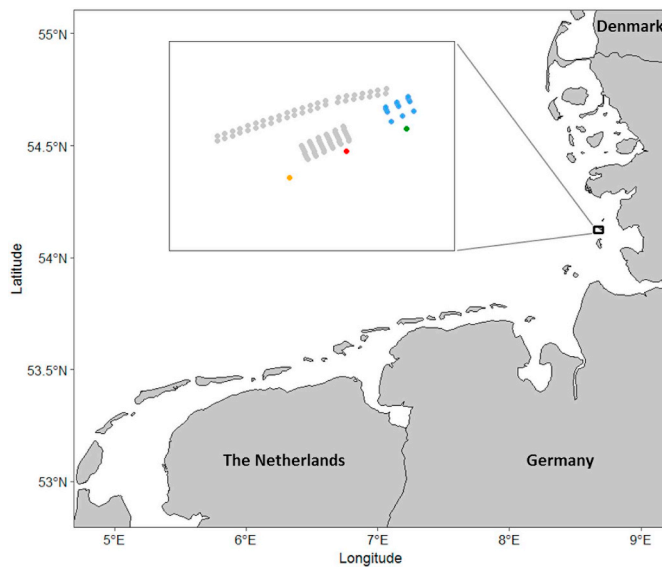 55°N
Denmark
54.5°N
54°N
53.5°N
53°N
Latitude
The Netherlands
Germany
5°E
6°E
7°E
8°E
9°E
Longitude